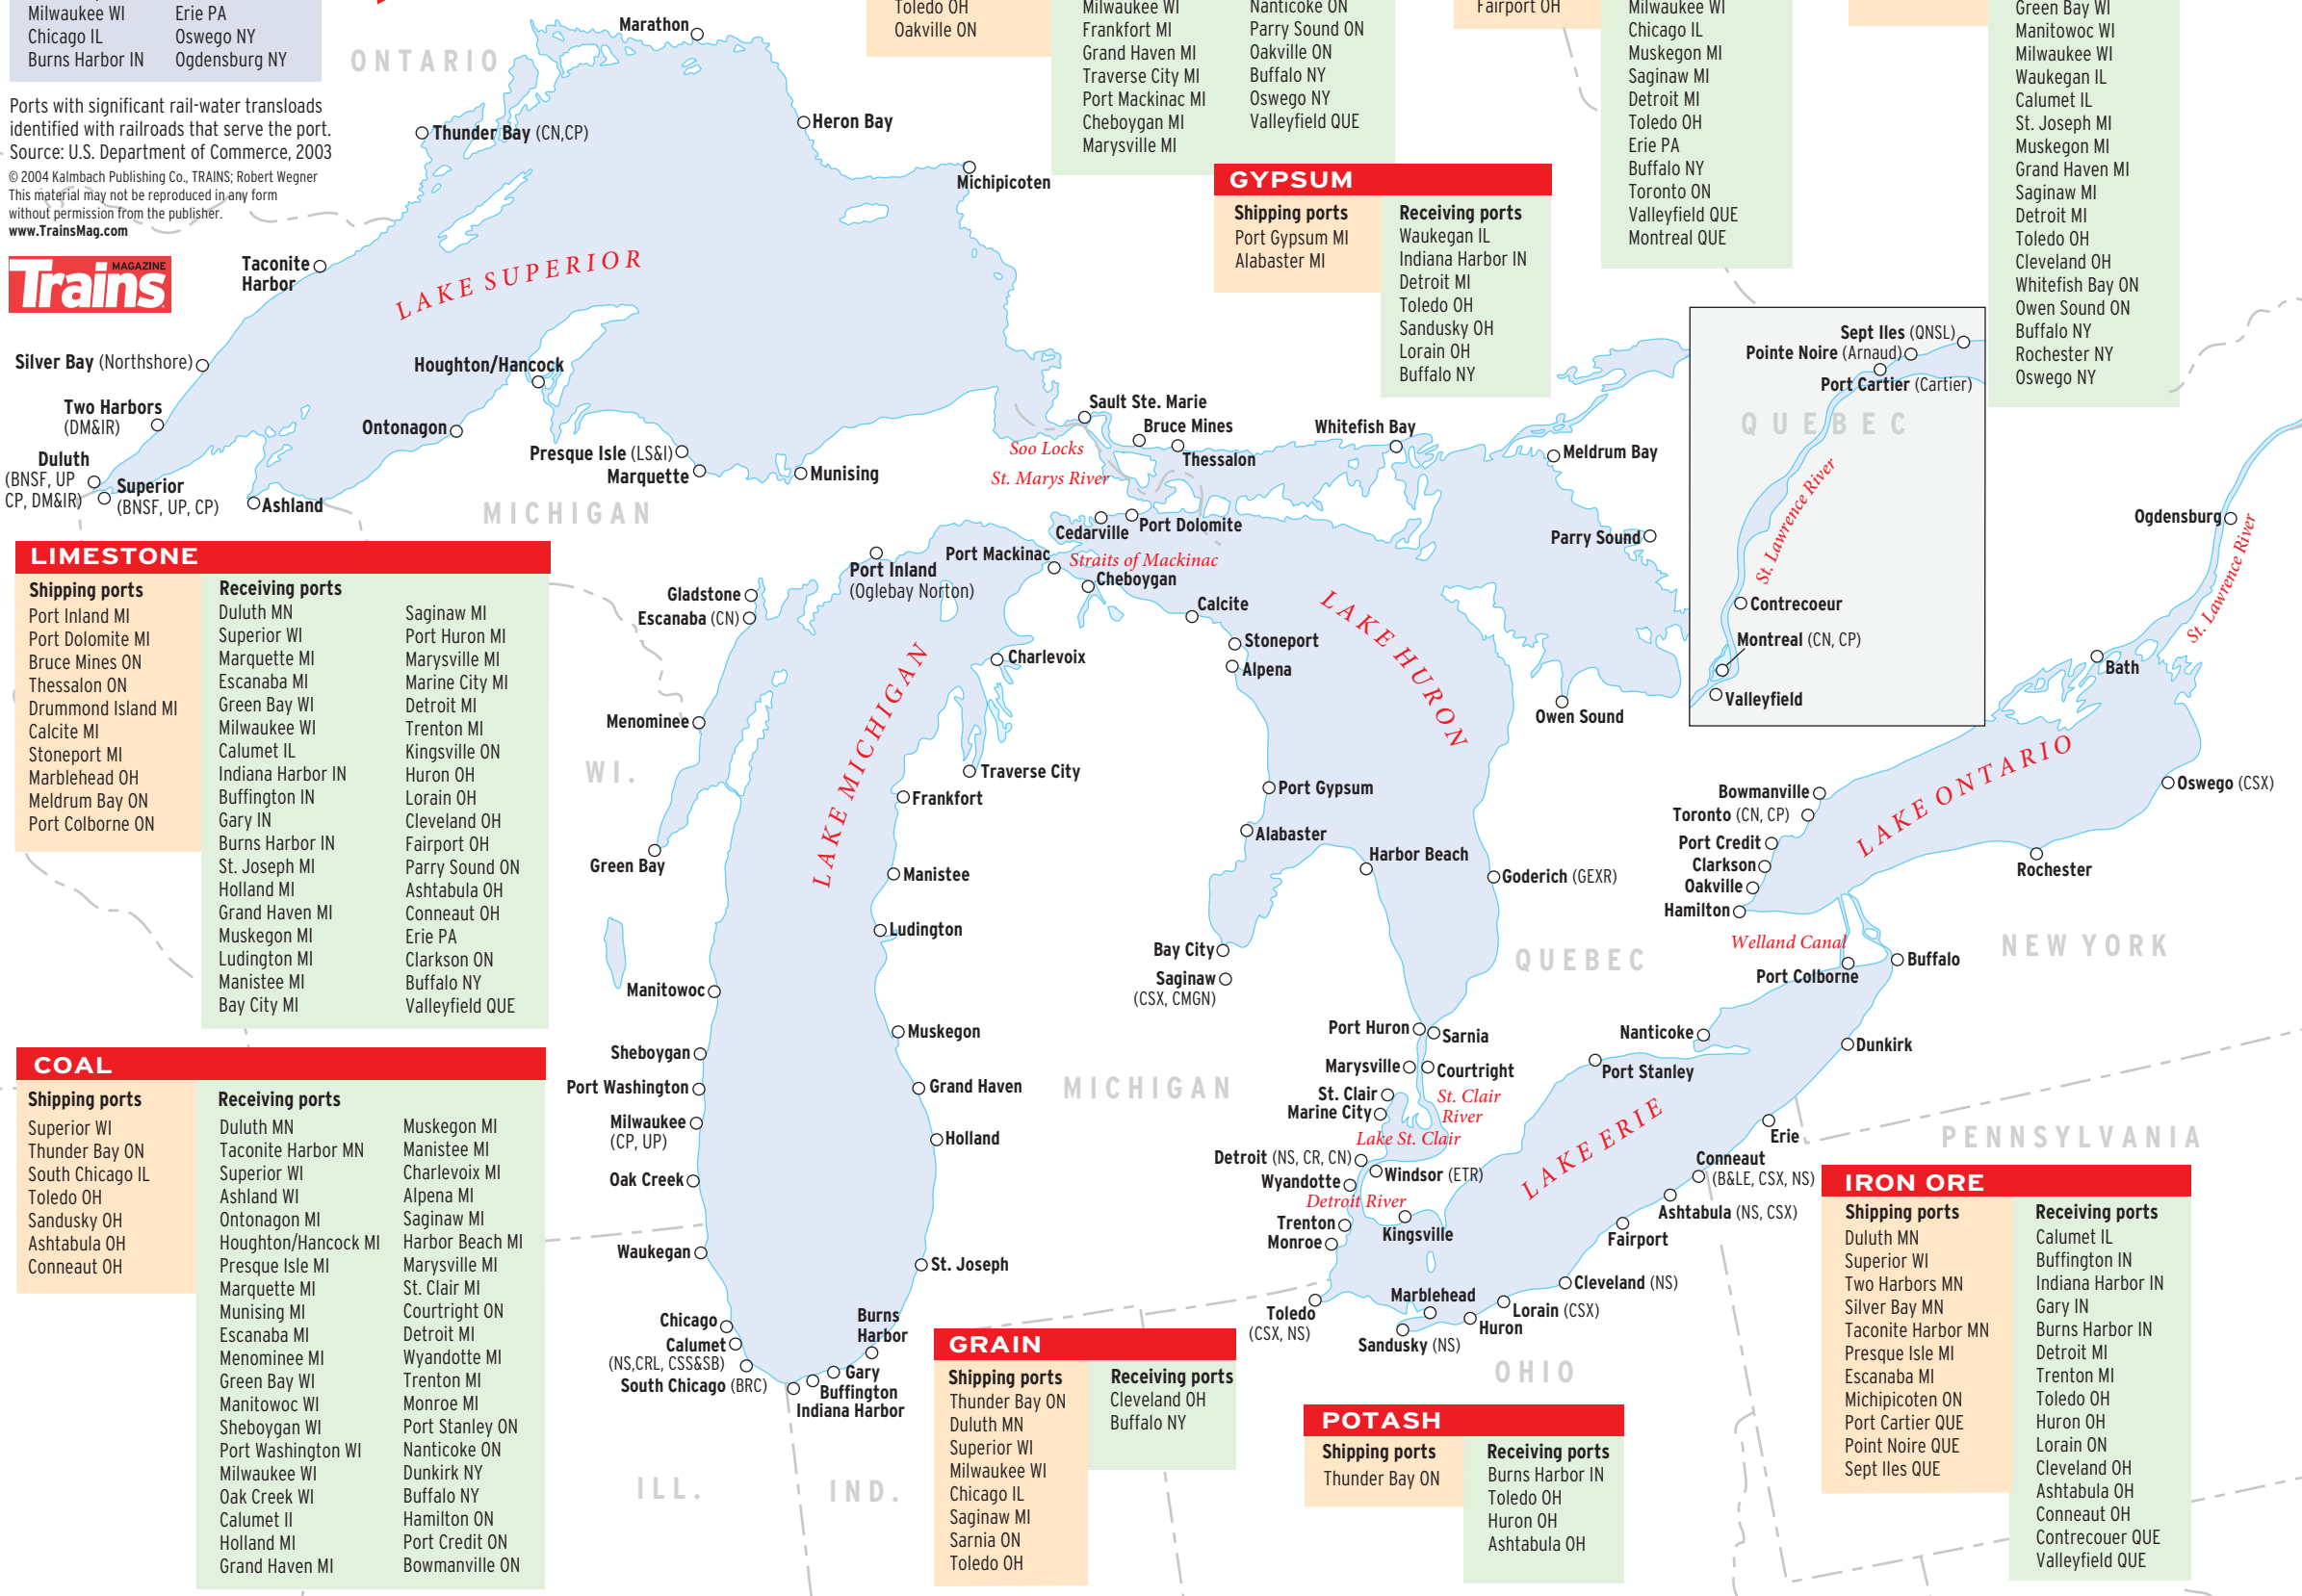 Milwaukee WI
Chicago IL
Burns Harbor IN
Erie PA
Oswego NY
Ogdensburg NY
Ports with significant rail-water transloads
identified with railroads that serve the port.
Source: U.S. Department of Commerce, 2003
© 2004 Kalmbach Publishing Co., TRAINS; Robert Wegner
This material may not be reproduced in any form
without permission from the publisher.
www.TrainsMag.com
Trains
MAGAZINE
Toledo OH
Oakville ON
Milwaukee WI
Frankfort MI
Grand Haven MI
Traverse City MI
Port Mackinac MI
Cheboygan MI
Marysville MI
Nanticoke ON
Parry Sound ON
Oakville ON
Buffalo NY
Oswego NY
Valleyfield QUE
Fairport OH
Milwaukee WI
Chicago IL
Muskegon MI
Saginaw MI
Detroit MI
Toledo OH
Erie PA
Buffalo NY
Toronto ON
Valleyfield QUE
Montreal QUE
Green Bay WI
Manitowoc WI
Milwaukee WI
Waukegan IL
Calumet IL
St. Joseph MI
Muskegon MI
Grand Haven MI
Saginaw MI
Detroit MI
Toledo OH
Cleveland OH
Whitefish Bay ON
Owen Sound ON
Buffalo NY
Rochester NY
Oswego NY
GYPSUM
Shipping ports
Port Gypsum MI
Alabaster MI
Receiving ports
Waukegan IL
Indiana Harbor IN
Detroit MI
Toledo OH
Sandusky OH
Lorain OH
Buffalo NY
ONTARIO
Marathon
Thunder Bay (CN,CP)
Heron Bay
Michipicoten
Taconite
Harbor
LAKE SUPERIOR
Silver Bay (Northshore)
Houghton/Hancock
Two Harbors
(DM&IR)
Ontonagon
Duluth
(BNSF, UP
CP, DM&IR)
Superior
(BNSF, UP, CP)
Ashland
Presque Isle (LS&I)
Marquette
Munising
MICHIGAN
Sault Ste. Marie
Bruce Mines
Thessalon
Soo Locks
St. Marys River
Whitefish Bay
Meldrum Bay
Cedarville
Port Dolomite
Parry Sound
Port Mackinac
Straits of Mackinac
Cheboygan
Port Inland
(Oglebay Norton)
Gladstone
Escanaba (CN)
Calcite
Stoneport
Alpena
LAKE HURON
Charlevoix
Owen Sound
Menominee
WI.
LAKE MICHIGAN
Traverse City
Frankfort
Port Gypsum
Alabaster
Green Bay
Manistee
Harbor Beach
Goderich (GEXR)
Ludington
Bay City
Saginaw
(CSX, CMGN)
Manitowoc
QUEBEC
Muskegon
Port Huron
Sarnia
Sheboygan
Marysville
Courtright
Port Washington
Grand Haven
MICHIGAN
St. Clair
Marine City
St. Clair
River
Milwaukee
(CP, UP)
Holland
Lake St. Clair
Detroit (NS, CR, CN)
Windsor (ETR)
Oak Creek
Wyandotte
Detroit River
Trenton
Monroe
Kingsville
Waukegan
St. Joseph
Toledo
(CSX, NS)
Marblehead
Sandusky (NS)
Huron
Lorain (CSX)
Cleveland (NS)
Fairport
Ashtabula (NS, CSX)
Conneaut
(B&LE, CSX, NS)
Erie
LAKE ERIE
Port Stanley
Nanticoke
Dunkirk
Port Colborne
Buffalo
Welland Canal
NEW YORK
PENNSYLVANIA
OHIO
Chicago
Calumet
(NS,CRL, CSS&SB)
South Chicago (BRC)
Burns
Harbor
Gary
Buffington
Indiana Harbor
ILL.
IND.
Sept Iles (QNSL)
Pointe Noire (Arnaud)
Port Cartier (Cartier)
QUEBEC
St. Lawrence River
Contrecoeur
Montreal (CN, CP)
Valleyfield
Ogdensburg
St. Lawrence River
Bath
LAKE ONTARIO
Oswego (CSX)
Rochester
Bowmanville
Toronto (CN, CP)
Port Credit
Clarkson
Oakville
Hamilton
LIMESTONE
Shipping ports
Port Inland MI
Port Dolomite MI
Bruce Mines ON
Thessalon ON
Drummond Island MI
Calcite MI
Stoneport MI
Marblehead OH
Meldrum Bay ON
Port Colborne ON
Receiving ports
Duluth MN
Superior WI
Marquette MI
Escanaba MI
Green Bay WI
Milwaukee WI
Calumet IL
Indiana Harbor IN
Buffington IN
Gary IN
Burns Harbor IN
St. Joseph MI
Holland MI
Grand Haven MI
Muskegon MI
Ludington MI
Manistee MI
Bay City MI
Saginaw MI
Port Huron MI
Marysville MI
Marine City MI
Detroit MI
Trenton MI
Kingsville ON
Huron OH
Lorain OH
Cleveland OH
Fairport OH
Parry Sound ON
Ashtabula OH
Conneaut OH
Erie PA
Clarkson ON
Buffalo NY
Valleyfield QUE
COAL
Shipping ports
Superior WI
Thunder Bay ON
South Chicago IL
Toledo OH
Sandusky OH
Ashtabula OH
Conneaut OH
Receiving ports
Duluth MN
Taconite Harbor MN
Superior WI
Ashland WI
Ontonagon MI
Houghton/Hancock MI
Presque Isle MI
Marquette MI
Munising MI
Escanaba MI
Menominee MI
Green Bay WI
Manitowoc WI
Sheboygan WI
Port Washington WI
Milwaukee WI
Oak Creek WI
Calumet Il
Holland MI
Grand Haven MI
Muskegon MI
Manistee MI
Charlevoix MI
Alpena MI
Saginaw MI
Harbor Beach MI
Marysville MI
St. Clair MI
Courtright ON
Detroit MI
Wyandotte MI
Trenton MI
Monroe MI
Port Stanley ON
Nanticoke ON
Dunkirk NY
Buffalo NY
Hamilton ON
Port Credit ON
Bowmanville ON
GRAIN
Shipping ports
Thunder Bay ON
Duluth MN
Superior WI
Milwaukee WI
Chicago IL
Saginaw MI
Sarnia ON
Toledo OH
Receiving ports
Cleveland OH
Buffalo NY
POTASH
Shipping ports
Thunder Bay ON
Receiving ports
Burns Harbor IN
Toledo OH
Huron OH
Ashtabula OH
IRON ORE
Shipping ports
Duluth MN
Superior WI
Two Harbors MN
Silver Bay MN
Taconite Harbor MN
Presque Isle MI
Escanaba MI
Michipicoten ON
Port Cartier QUE
Point Noire QUE
Sept Iles QUE
Receiving ports
Calumet IL
Buffington IN
Indiana Harbor IN
Gary IN
Burns Harbor IN
Detroit MI
Trenton MI
Toledo OH
Huron OH
Lorain ON
Cleveland OH
Ashtabula OH
Conneaut OH
Contrecouer QUE
Valleyfield QUE